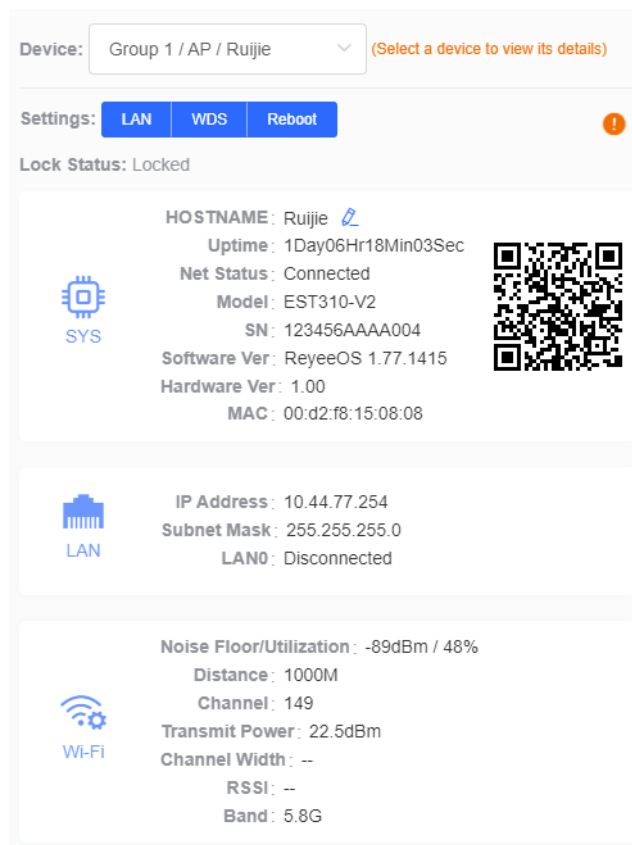 Device: Group 1 / AP / Ruijie (Select a device to view its details)
Settings: LAN WDS Reboot
Lock Status: Locked
HOSTNAME: Ruijie
Uptime: 1Day06Hr18Min03Sec
Net Status: Connected
Model: EST310-V2
SN: 123456AAAA004
Software Ver: ReyeeOS 1.77.1415
Hardware Ver: 1.00
MAC: 00:d2:f8:15:08:08
SYS
IP Address: 10.44.77.254
Subnet Mask: 255.255.255.0
LAN0: Disconnected
LAN
Noise Floor/Utilization: -89dBm / 48%
Distance: 1000M
Channel: 149
Transmit Power: 22.5dBm
Channel Width: --
RSSI: --
Band: 5.8G
Wi-Fi